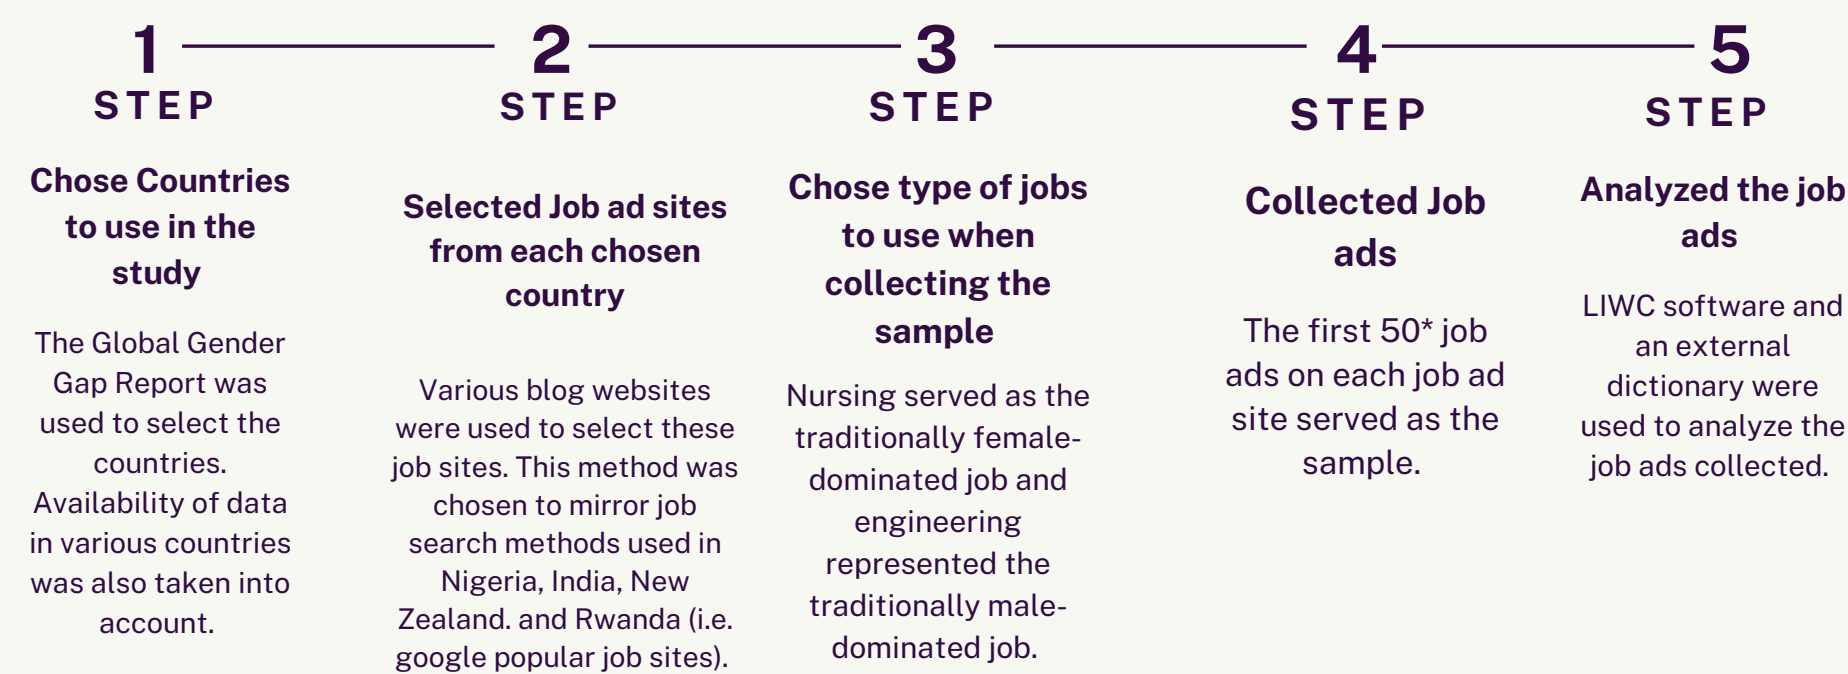 1
STEP
Chose Countries
to use in the
study
The Global Gender
Gap Report was
used to select the
countries.
Availability of data
in various countries
was also taken into
account.
2
STEP
Selected Job ad sites
from each chosen
country
Various blog websites
were used to select these
job sites. This method was
chosen to mirror job
search methods used in
Nigeria, India, New
Zealand. and Rwanda (i.e.
google popular job sites).
3
STEP
Chose type of jobs
to use when
collecting the
sample
Nursing served as the
traditionally female-
dominated job and
engineering
represented the
traditionally male-
dominated job.
4
STEP
Collected Job
ads
The first 50* job
ads on each job ad
site served as the
sample.
5
STEP
Analyzed the job
ads
LIWC software and
an external
dictionary were
used to analyze the
job ads collected.